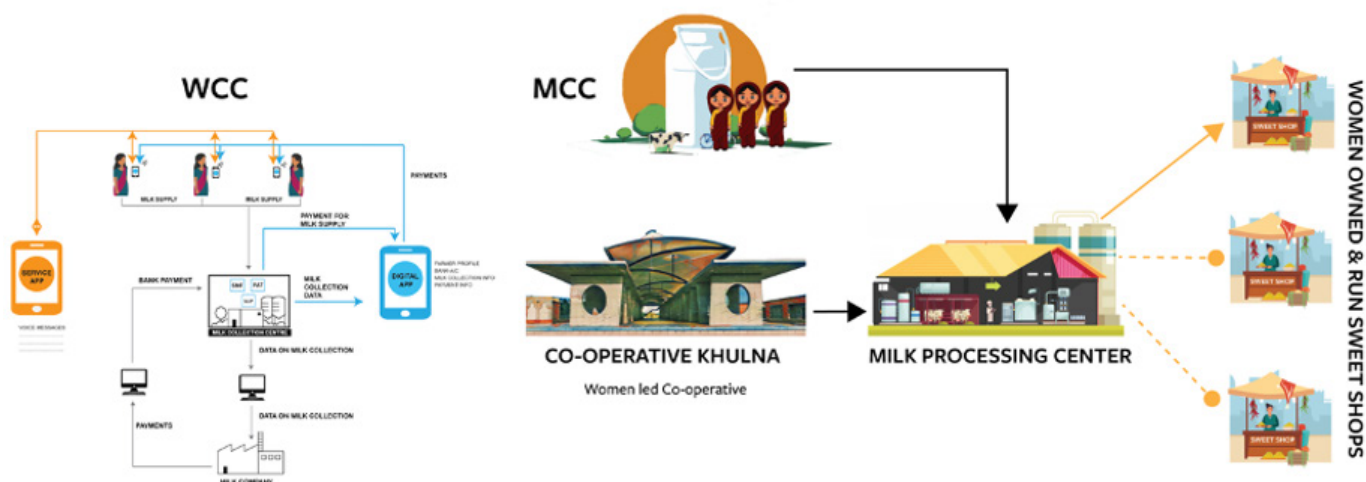 WCC
MCC
PAYMENTS
MILK SUPPLY
MILK SUPPLY
PAYMENT FOR
MILK SUPPLY
SERVICE
APP
DIGITAL
APP
FARMER PROFILE
BANK A/C
MILK COLLECTION INFO
PAYMENT INFO
BANK PAYMENT
MILK
COLLECTION
DATA
FAT
MILK COLLECTION CENTRE
VOICE MESSAGES
DATA ON MILK COLLECTION
DATA ON MILK COLLECTION
PAYMENTS
MILK COMPANY
CO-OPERATIVE KHULNA
Women led Co-operative
MILK PROCESSING CENTER
SWEET SHOP
SWEET SHOP
SWEET SHOP
WOMEN OWNED & RUN SWEET SHOPS